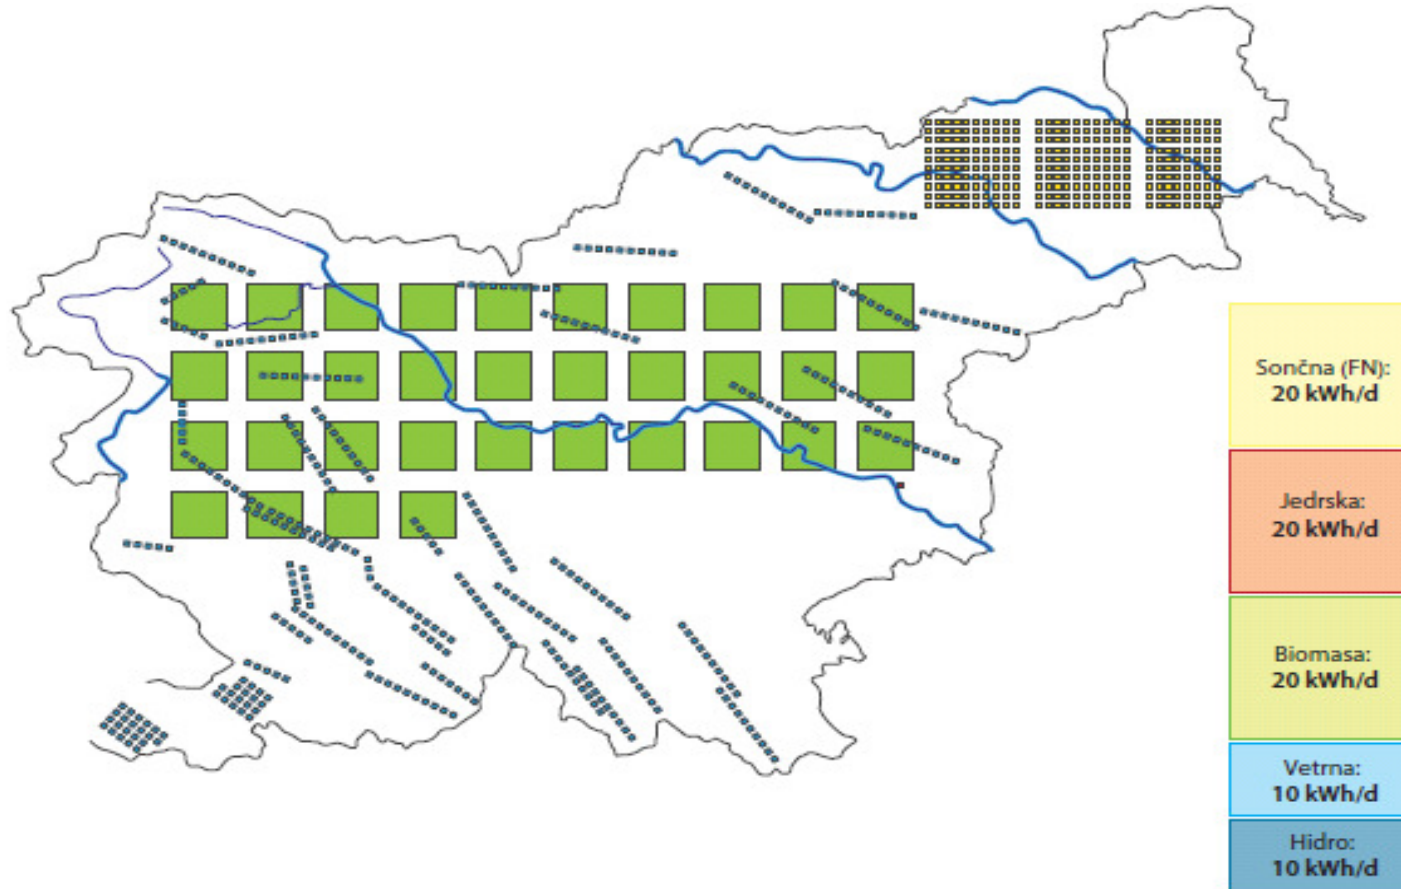 Sončna (FN):
20 kWh/d
Jedrska:
20 kWh/d
Biomasa:
20 kWh/d
Vetrna:
10 kWh/d
Hidro:
10 kWh/d